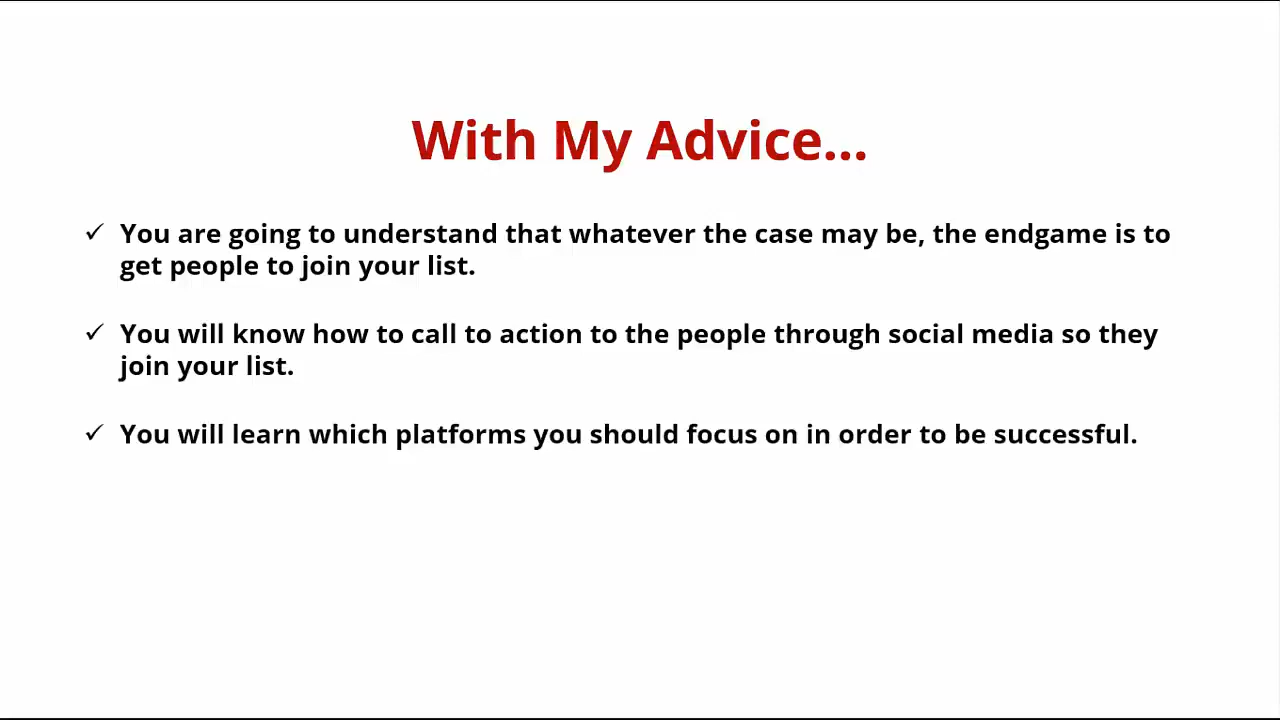 With My Advice...
✓ You are going to understand that whatever the case may be, the endgame is to
get people to join your list.
✓ You will know how to call to action to the people through social media so they
join your list.
✓ You will learn which platforms you should focus on in order to be successful.